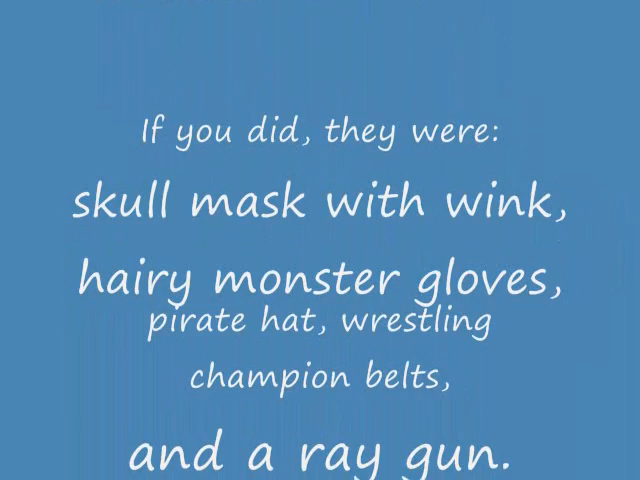 If you did, they were:
skull mask with wink,
hairy monster gloves,
pirate hat, wrestling
champion belts,
and a ray gun.